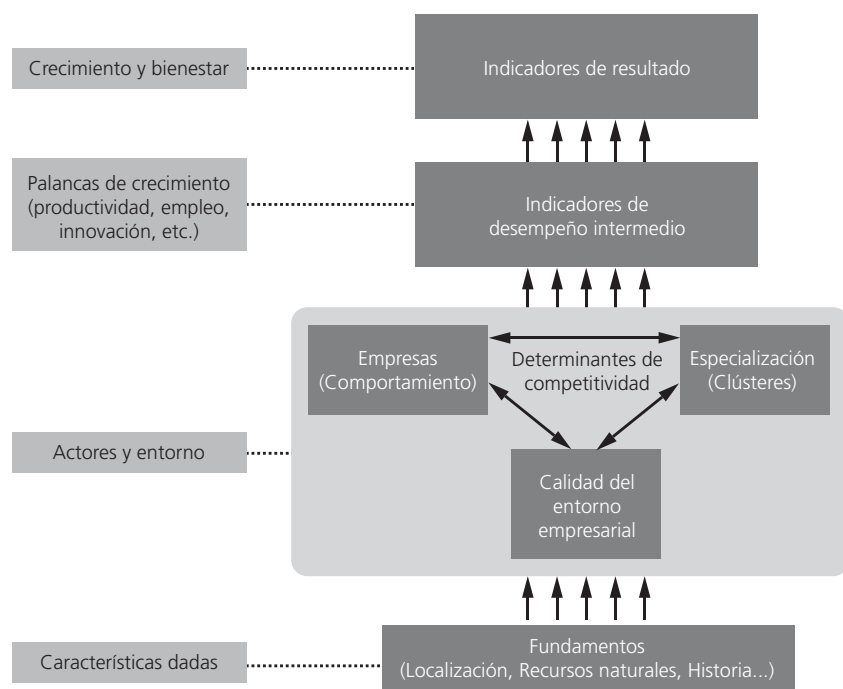 Crecimiento y bienestar
Indicadores de resultado
Palancas de crecimiento
(productividad, empleo,
innovación, etc.)
Indicadores de
desempeño intermedio
Empresas
(Comportamiento)
Determinantes de
competitividad
Especialización
(Clústeres)
Actores y entorno
Calidad del
entorno
empresarial
Características dadas
Fundamentos
(Localización, Recursos naturales, Historia...)